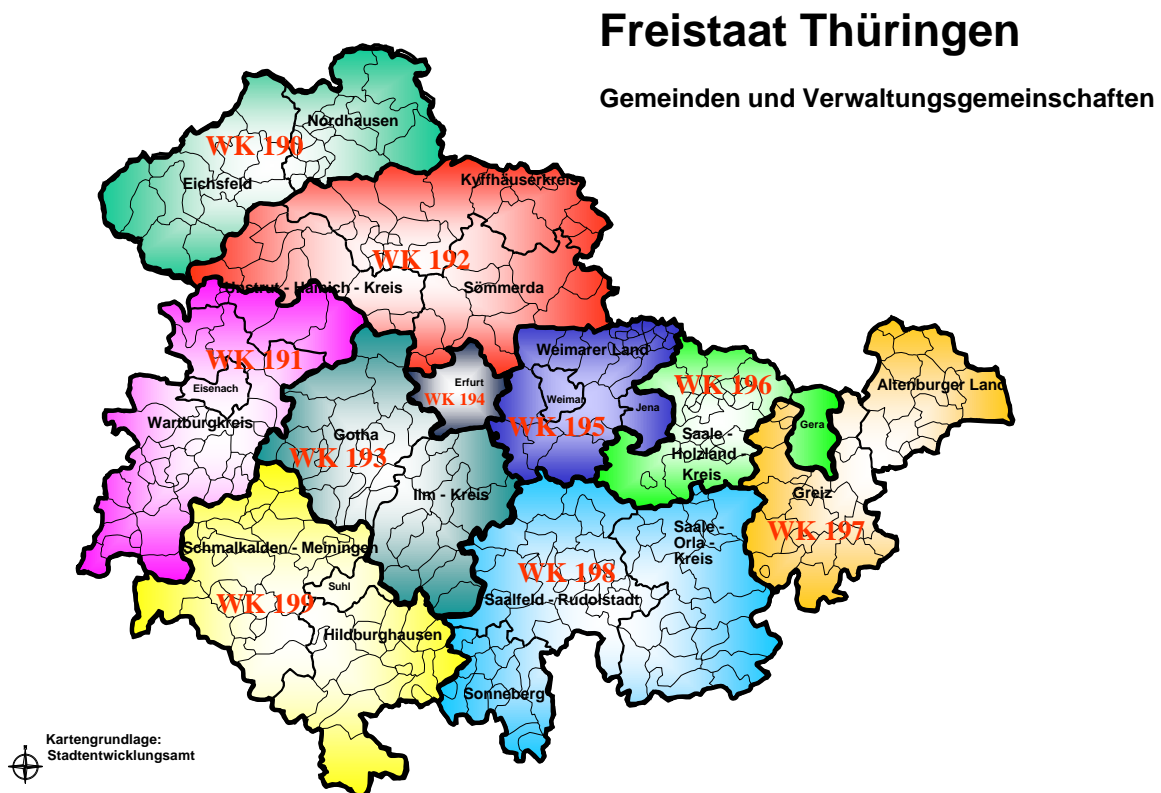 Freistaat Thüringen
Gemeinden und Verwaltungsgemeinschaften
Nordhausen
WK 190
Eichsfeld
Kyffhäuserkreis
WK 192
Unstrut - Hainich - Kreis
Sömmerda
WK 191
Eisenach
Wartburgkreis
Erfurt
WK 194
Weimarer Land
Weimar
Jena
WK 195
WK 196
Saale -
Holzland -
Kreis
Gera
Altenburger Land
Gotha
WK 193
Ilm - Kreis
Greiz
WK 197
Saale -
Orla -
Kreis
WK 198
Saalfeld - Rudolstadt
Schmalkalden - Meiningen
Suhl
WK 199
Hildburghausen
Sonneberg
Kartengrundlage:
Stadtentwicklungsamt